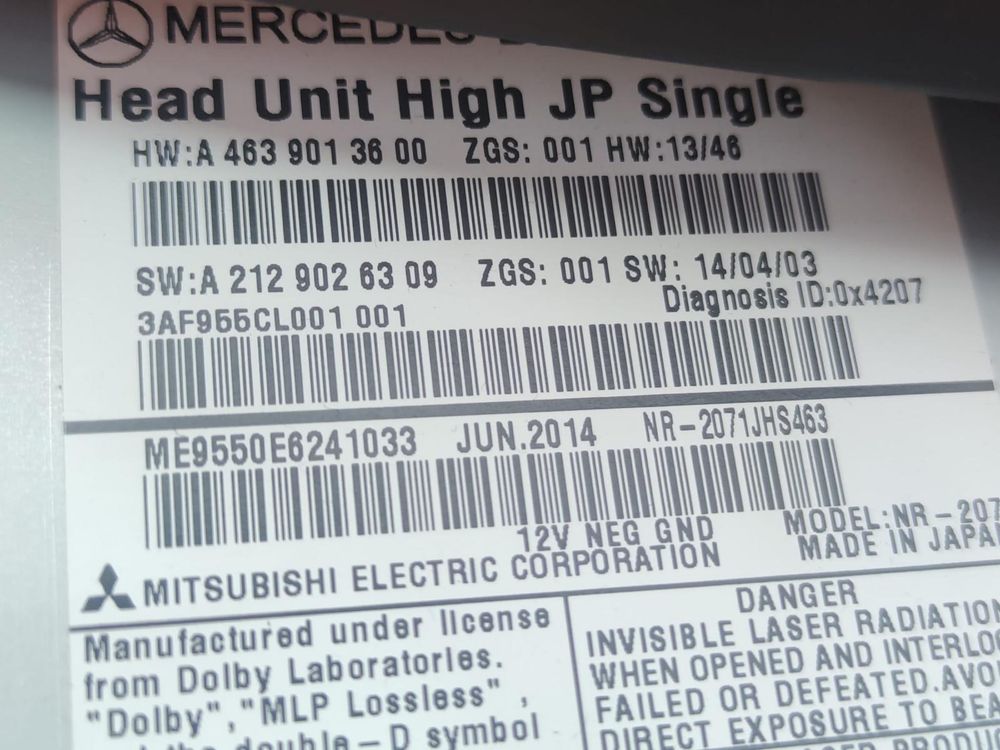 MERCEDES
Head Unit High JP Single
HW:A 463 901 36 00 ZGS: 001 HW:13/46
SW:A 212 902 63 09 ZGS: 001 SW: 14/04/03
Diagnosis ID:0x4207
3AF955CL001 001
ME9550E6241033 JUN.2014 NR-2071JHS463
12V NEG GND MODEL:NR-207
MITSUBISHI ELECTRIC CORPORATION MADE IN JAPAN
Manufactured under license
from Dolby Laboratories.
"Dolby","MLP Lossless",
the double-D symbol
DANGER
INVISIBLE LASER RADIATION
WHEN OPENED AND INTERLO
FAILED OR DEFEATED.AVO
DIRECT EXPOSURE TO BEA